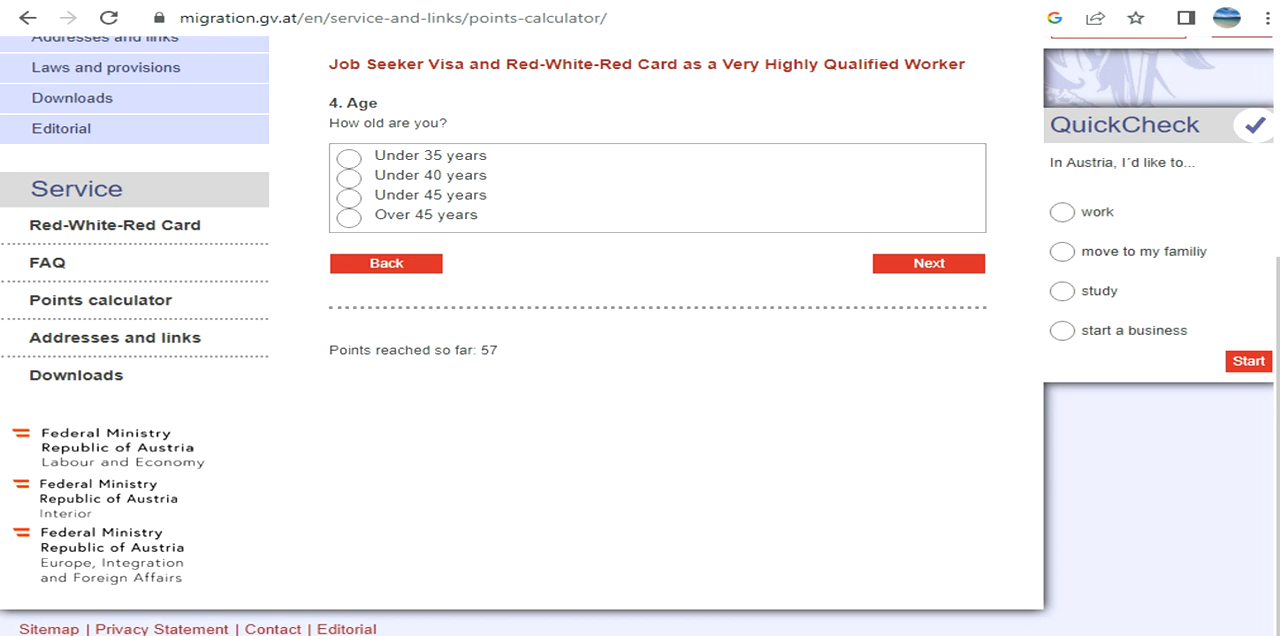 migration.gv.at/en/service-and-links/points-calculator/
Addresses and links
Laws and provisions
Downloads
Editorial
Service
Red-White-Red Card
FAQ
Points calculator
Addresses and links
Downloads
Federal Ministry
Republic of Austria
Labour and Economy
Federal Ministry
Republic of Austria
Interior
Federal Ministry
Republic of Austria
Europe, Integration
and Foreign Affairs
Job Seeker Visa and Red-White-Red Card as a Very Highly Qualified Worker
4. Age
How old are you?
Under 35 years
Under 40 years
Under 45 years
Over 45 years
Back
Next
Points reached so far: 57
QuickCheck
In Austria, I´d like to...
work
move to my familiy
study
start a business
Start
Sitemap | Privacy Statement | Contact | Editorial